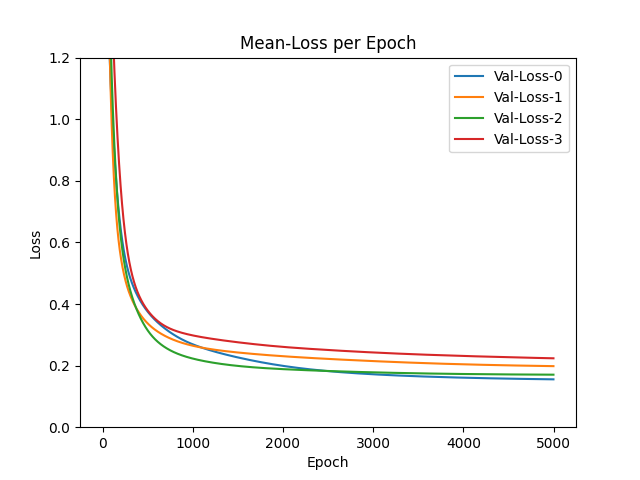 Mean-Loss per Epoch
1.2
1.0
0.8
0.6
0.4
0.2
0.0
Loss
Val-Loss-0
Val-Loss-1
Val-Loss-2
Val-Loss-3
0 1000 2000 3000 4000 5000
Epoch